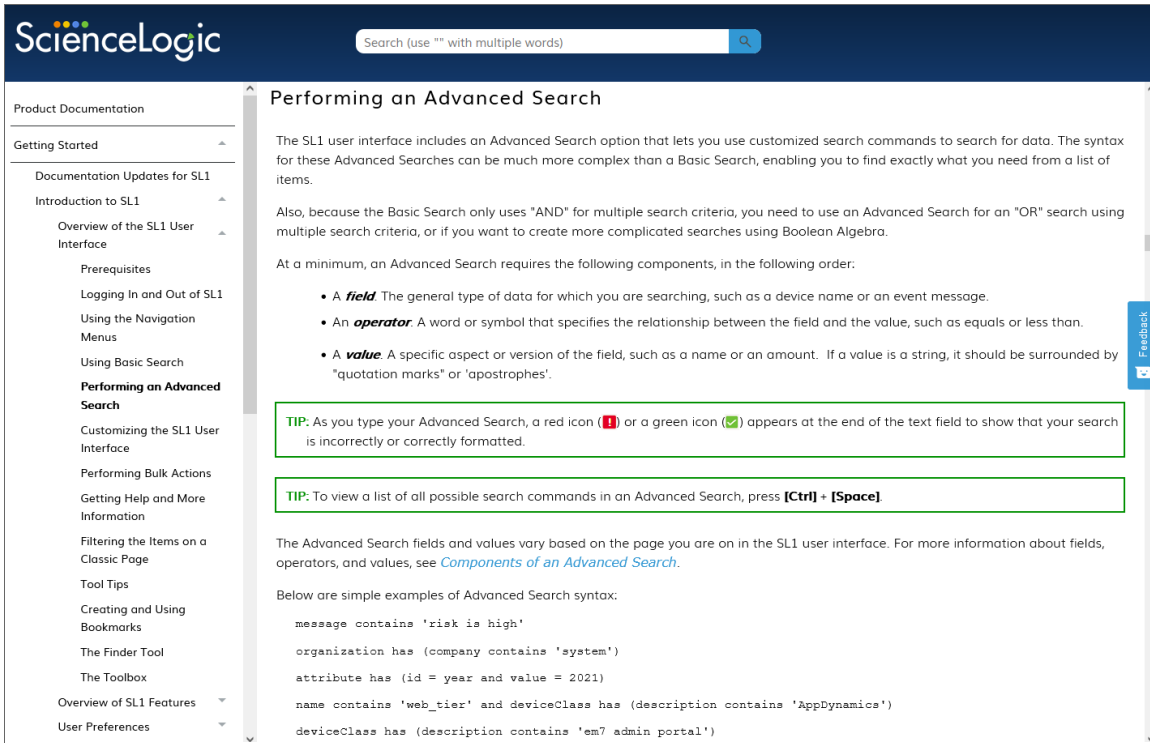 ScienceLogic
Search (use "" with multiple words)
Product Documentation
Getting Started
Documentation Updates for SL1
Introduction to SL1
Overview of the SL1 User
Interface
Prerequisites
Logging In and Out of SL1
Using the Navigation
Menus
Using Basic Search
Performing an Advanced
Search
Customizing the SL1 User
Interface
Performing Bulk Actions
Getting Help and More
Information
Filtering the Items on a
Classic Page
Tool Tips
Creating and Using
Bookmarks
The Finder Tool
The Toolbox
Overview of SL1 Features
User Preferences
Performing an Advanced Search
The SL1 user interface includes an Advanced Search option that lets you use customized search commands to search for data. The syntax
for these Advanced Searches can be much more complex than a Basic Search, enabling you to find exactly what you need from a list of
items.
Also, because the Basic Search only uses "AND" for multiple search criteria, you need to use an Advanced Search for an "OR" search using
multiple search criteria, or if you want to create more complicated searches using Boolean Algebra.
At a minimum, an Advanced Search requires the following components, in the following order:
• A field. The general type of data for which you are searching, such as a device name or an event message.
• An operator. A word or symbol that specifies the relationship between the field and the value, such as equals or less than.
• A value. A specific aspect or version of the field, such as a name or an amount. If a value is a string, it should be surrounded by
"quotation marks" or 'apostrophes'.
TIP: As you type your Advanced Search, a red icon (!) or a green icon (✓) appears at the end of the text field to show that your search
is incorrectly or correctly formatted.
TIP: To view a list of all possible search commands in an Advanced Search, press [Ctrl] + [Space].
The Advanced Search fields and values vary based on the page you are on in the SL1 user interface. For more information about fields,
operators, and values, see Components of an Advanced Search.
Below are simple examples of Advanced Search syntax:
message contains 'risk is high'
organization has (company contains 'system')
attribute has (id = year and value = 2021)
name contains 'web_tier' and deviceClass has (description contains 'AppDynamics')
deviceClass has (description contains 'em7 admin portal')
Feedback